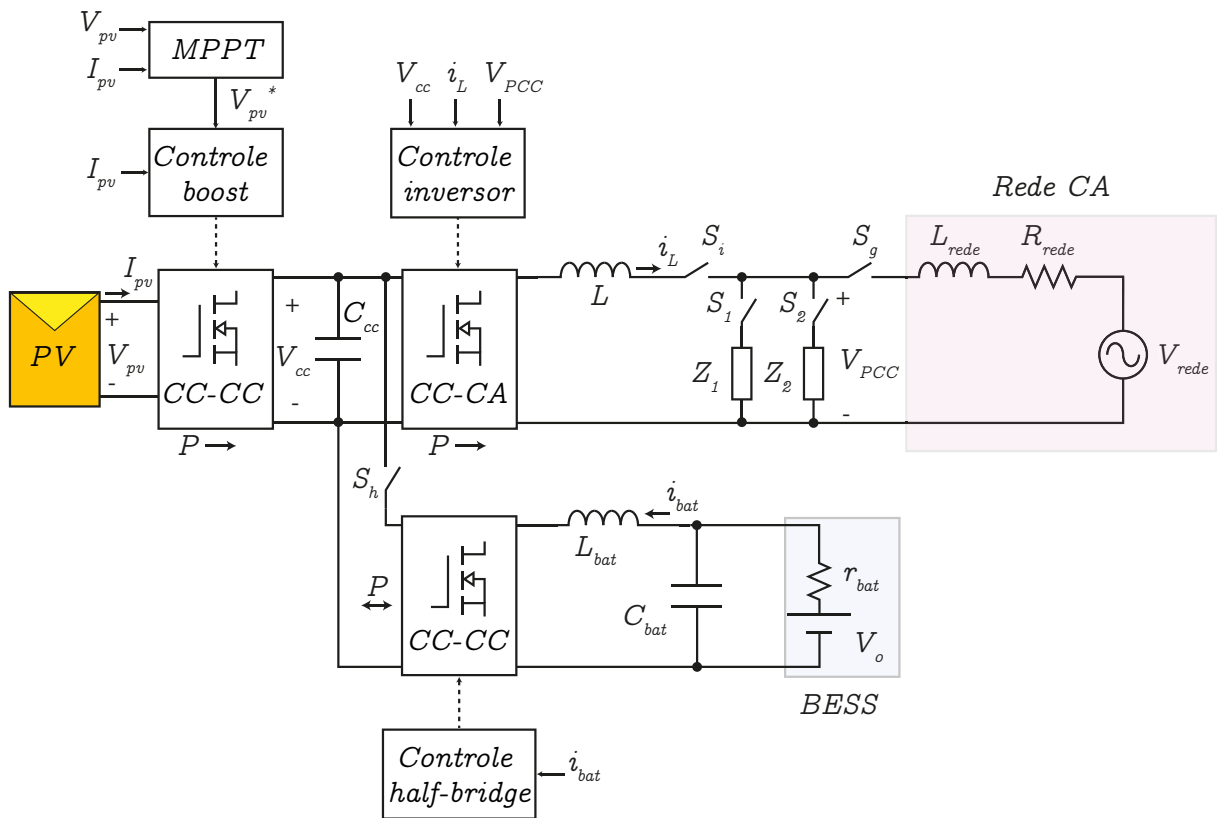 V_pv
MPPT
I_pv
V_pv*
V_cc
i_L
V_PCC
I_pv
Controle
boost
Controle
inversor
Rede CA
I_pv
i_L
S_i
S_g
L_rede
R_rede
PV
+
V_pv
-
CC-CC
+
V_cc
-
C_cc
CC-CA
L
S_1
S_2
+
Z_1
Z_2
V_PCC
-
V_rede
P
P
S_h
i_bat
L_bat
P
CC-CC
C_bat
r_bat
V_o
BESS
Controle
half-bridge
i_bat